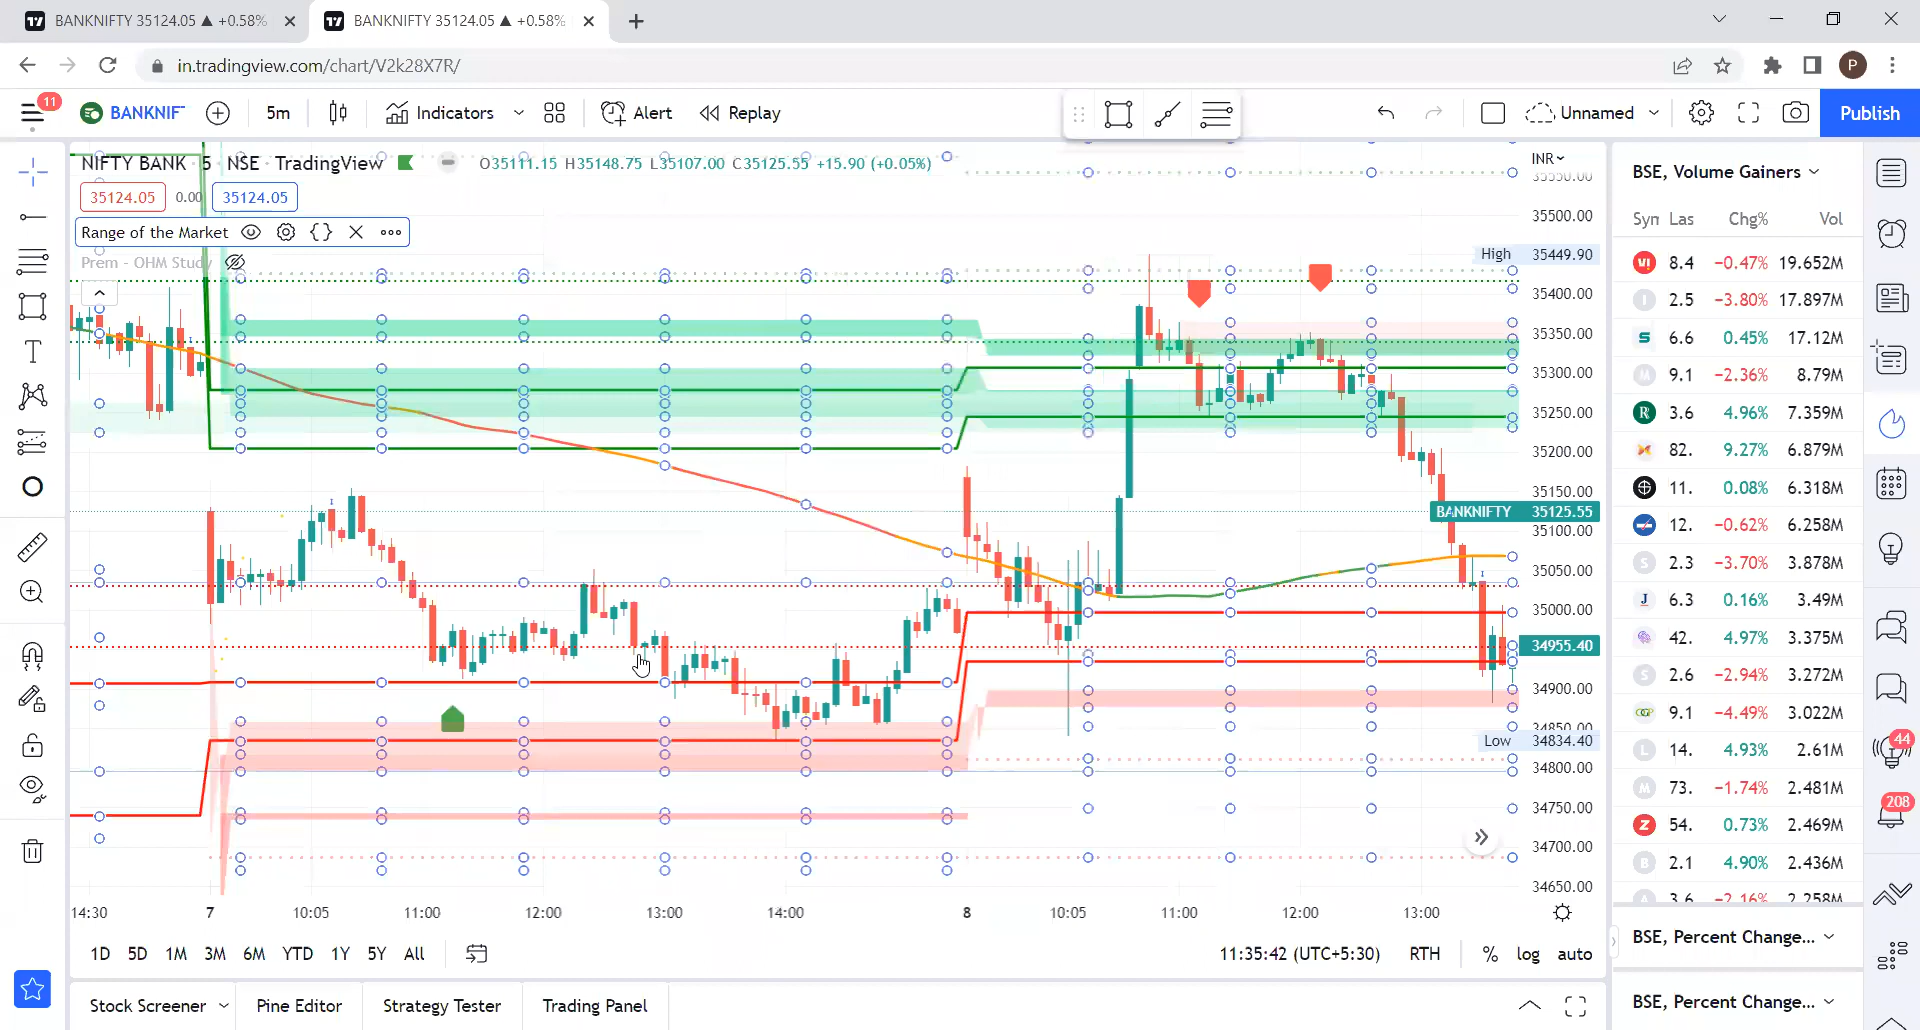 BANKNIFTY 35124.05 ▲ +0.58%
BANKNIFTY 35124.05 ▲ +0.58%
in.tradingview.com/chart/V2k28X7R/
P
11
BANKNIF
5m
Indicators
Alert
Replay
Unnamed
Publish
NIFTY BANK · 5 · NSE · TradingView
O35111.15 H35148.75 L35107.00 C35125.55 +15.90 (+0.05%)
INR
35124.05 0.00 35124.05
Range of the Market
Prem - OHM Study
35550.00
35500.00
High 35449.90
35400.00
35350.00
35300.00
35250.00
35200.00
35150.00
BANKNIFTY 35125.55
35100.00
35050.00
35000.00
34955.40
34900.00
34850.00
Low 34834.40
34800.00
34750.00
34700.00
34650.00
14:30 7 10:05 11:00 12:00 13:00 14:00 8 10:05 11:00 12:00 13:00
1D 5D 1M 3M 6M YTD 1Y 5Y All
11:35:42 (UTC+5:30) RTH % log auto
Stock Screener Pine Editor Strategy Tester Trading Panel
BSE, Volume Gainers
Las Chg% Vol
8.4 −0.47% 19.652M
2.5 −3.80% 17.897M
6.6 0.45% 17.12M
9.1 −2.36% 8.79M
3.6 4.96% 7.359M
82. 9.27% 6.879M
11. 0.08% 6.318M
12. −0.62% 6.258M
2.3 −3.70% 3.878M
6.3 0.16% 3.49M
42. 4.97% 3.375M
2.6 −2.94% 3.272M
9.1 −4.49% 3.022M
14. 4.93% 2.61M
73. −1.74% 2.481M
54. 0.73% 2.469M
2.1 4.90% 2.436M
3.6 −2.16% 2.258M
BSE, Percent Change...
BSE, Percent Change...
44
208